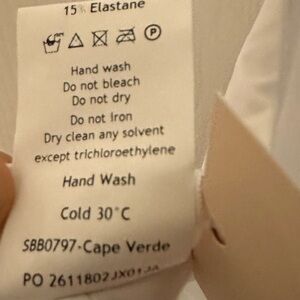 15% Elastane
P
Hand wash
Do not bleach
Do not dry
Do not iron
Dry clean any solvent
except trichloroethylene
Hand Wash
Cold 30°C
SBB0797-Cape Verde
PO 2611802JX01JA